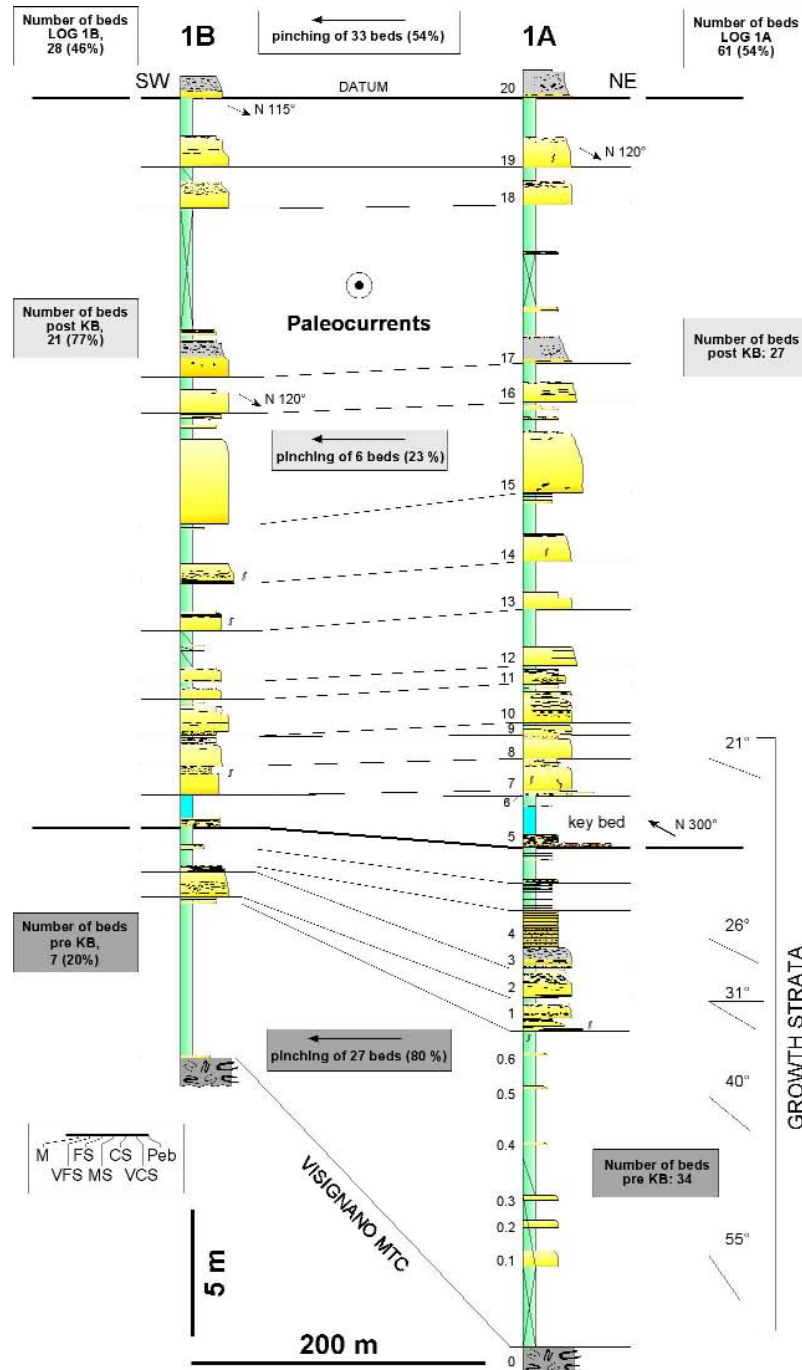 Number of beds
LOG 1B,
28 (46%)
1B
pinching of 33 beds (54%)
1A
Number of beds
LOG 1A
61 (54%)
SW
DATUM
20
NE
N 115°
N 120°
19
18
Paleocurrents
Number of beds
post KB,
21 (77%)
Number of beds
post KB: 27
17
16
N 120°
pinching of 6 beds (23 %)
15
14
13
12
11
10
9
8
21°
7
6
key bed
N 300°
5
4
26°
3
2
31°
1
Number of beds
pre KB,
7 (20%)
pinching of 27 beds (80 %)
0.6
0.5
40°
0.4
GROWTH STRATA
M FS CS Peb
VFS MS VCS
Number of beds
pre KB: 34
VISIGNANO MTC
0.3
0.2
55°
0.1
5 m
200 m
0